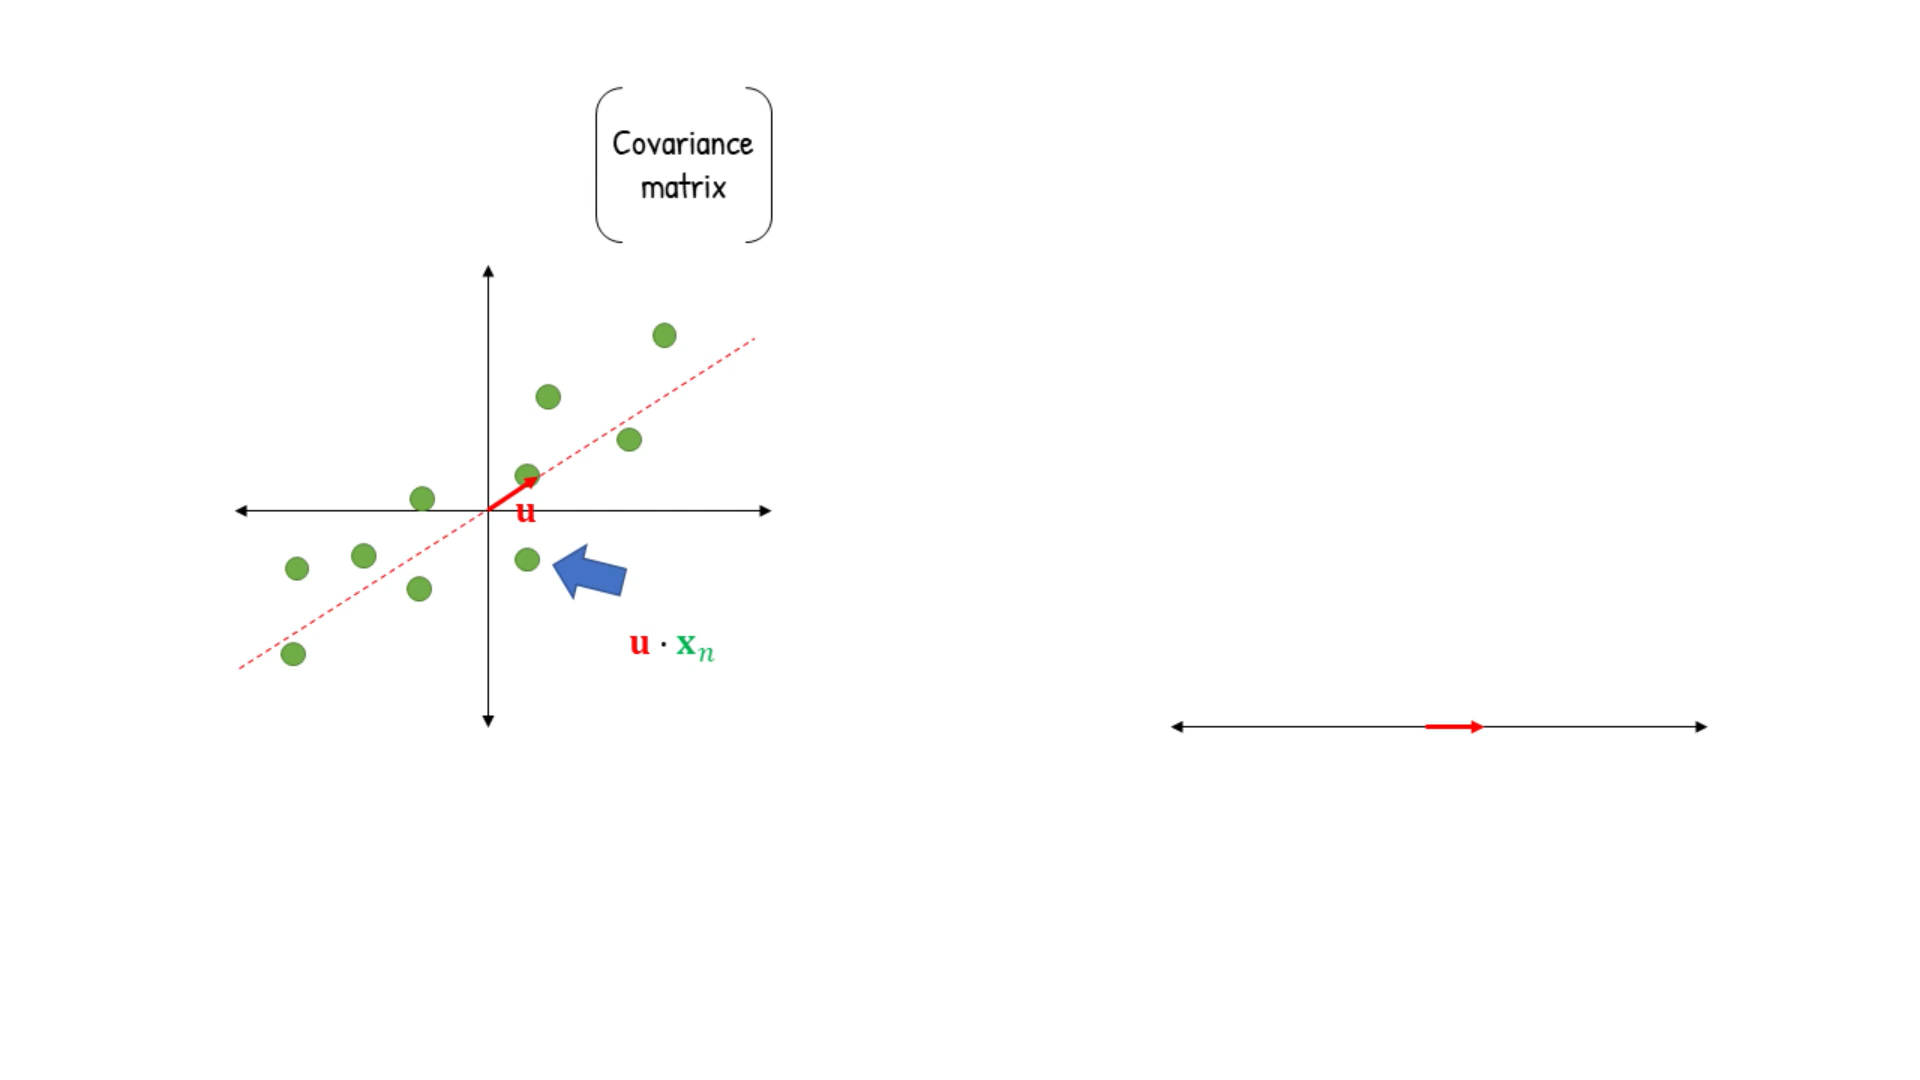 Covariance
matrix
u
u · xₙ